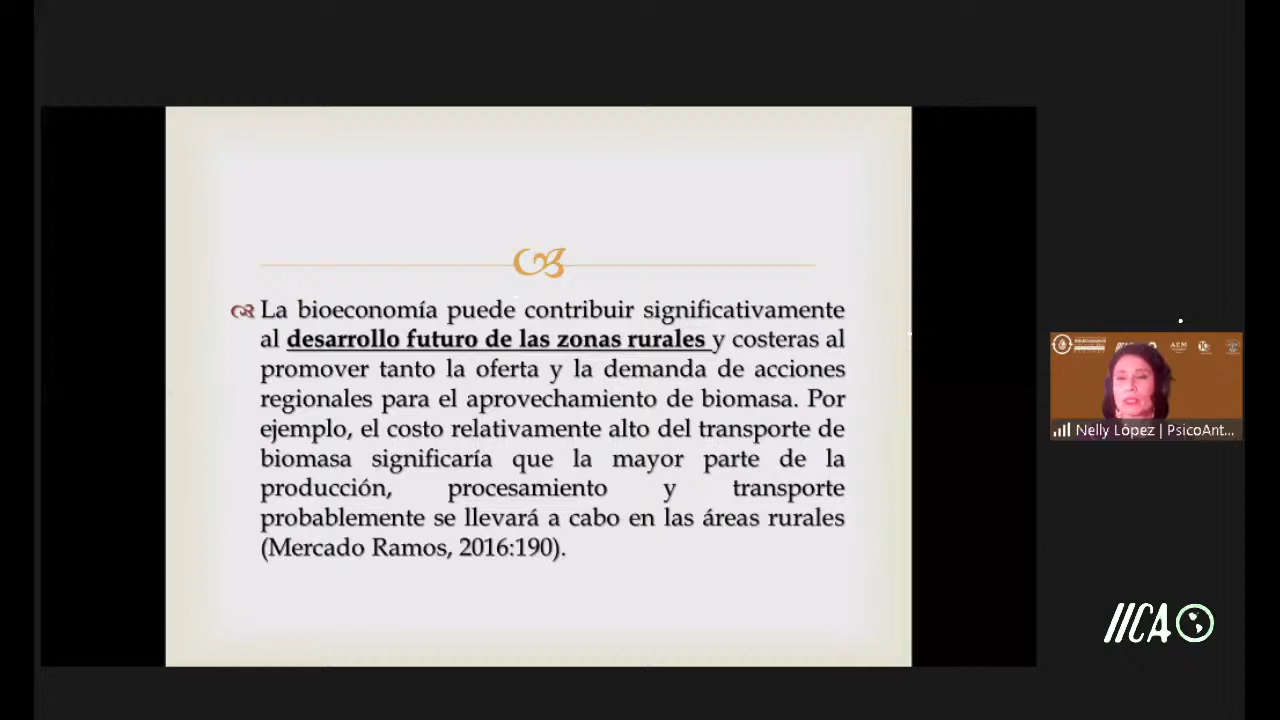 La bioeconomía puede contribuir significativamente
al desarrollo futuro de las zonas rurales y costeras al
promover tanto la oferta y la demanda de acciones
regionales para el aprovechamiento de biomasa. Por
ejemplo, el costo relativamente alto del transporte de
biomasa significaría que la mayor parte de la
producción, procesamiento y transporte
probablemente se llevará a cabo en las áreas rurales
(Mercado Ramos, 2016:190).
Nelly López | PsicoAnt...
IICA